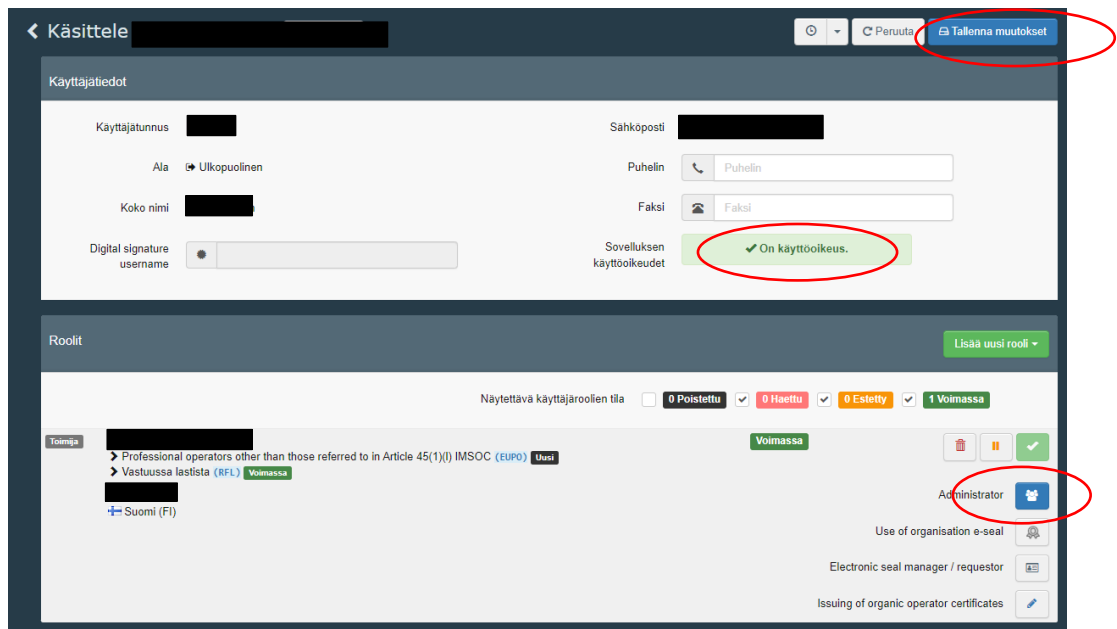 Käsittele
Peruuta
Tallenna muutokset
Käyttäjätiedot
Käyttäjätunnus
Sähköposti
Ala
Ulkopuolinen
Puhelin
Puhelin
Koko nimi
Faksi
Faksi
Digital signature
username
Sovelluksen
käyttöoikeudet
On käyttöoikeus.
Roolit
Lisää uusi rooli
Näytettävä käyttäjäroolien tila
0 Poistettu
0 Haettu
0 Estetty
1 Voimassa
Toimija
Voimassa
Professional operators other than those referred to in Article 45(1)(l) IMSOC (EUPO) Uusi
Vastuussa lastista (RFL) Voimassa
Administrator
Suomi (FI)
Use of organisation e-seal
Electronic seal manager / requestor
Issuing of organic operator certificates